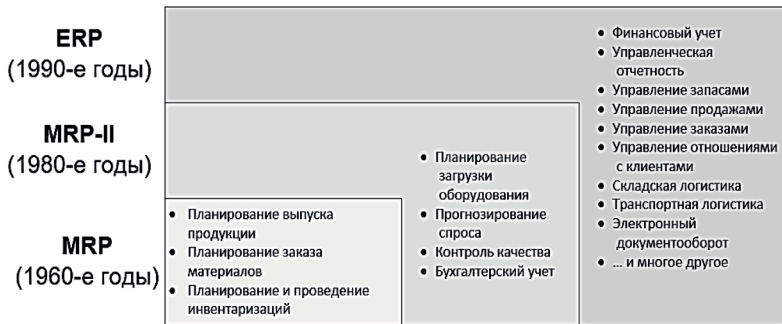 ERP
(1990-е годы)
MRP-II
(1980-е годы)
MRP
(1960-е годы)
• Планирование выпуска
продукции
• Планирование заказа
материалов
• Планирование и проведение
инвентаризаций
• Планирование
загрузки
оборудования
• Прогнозирование
спроса
• Контроль качества
• Бухгалтерский учет
• Финансовый учет
• Управленческая
отчетность
• Управление запасами
• Управление продажами
• Управление заказами
• Управление отношениями
с клиентами
• Складская логистика
• Транспортная логистика
• Электронный
документооборот
• ... и многое другое